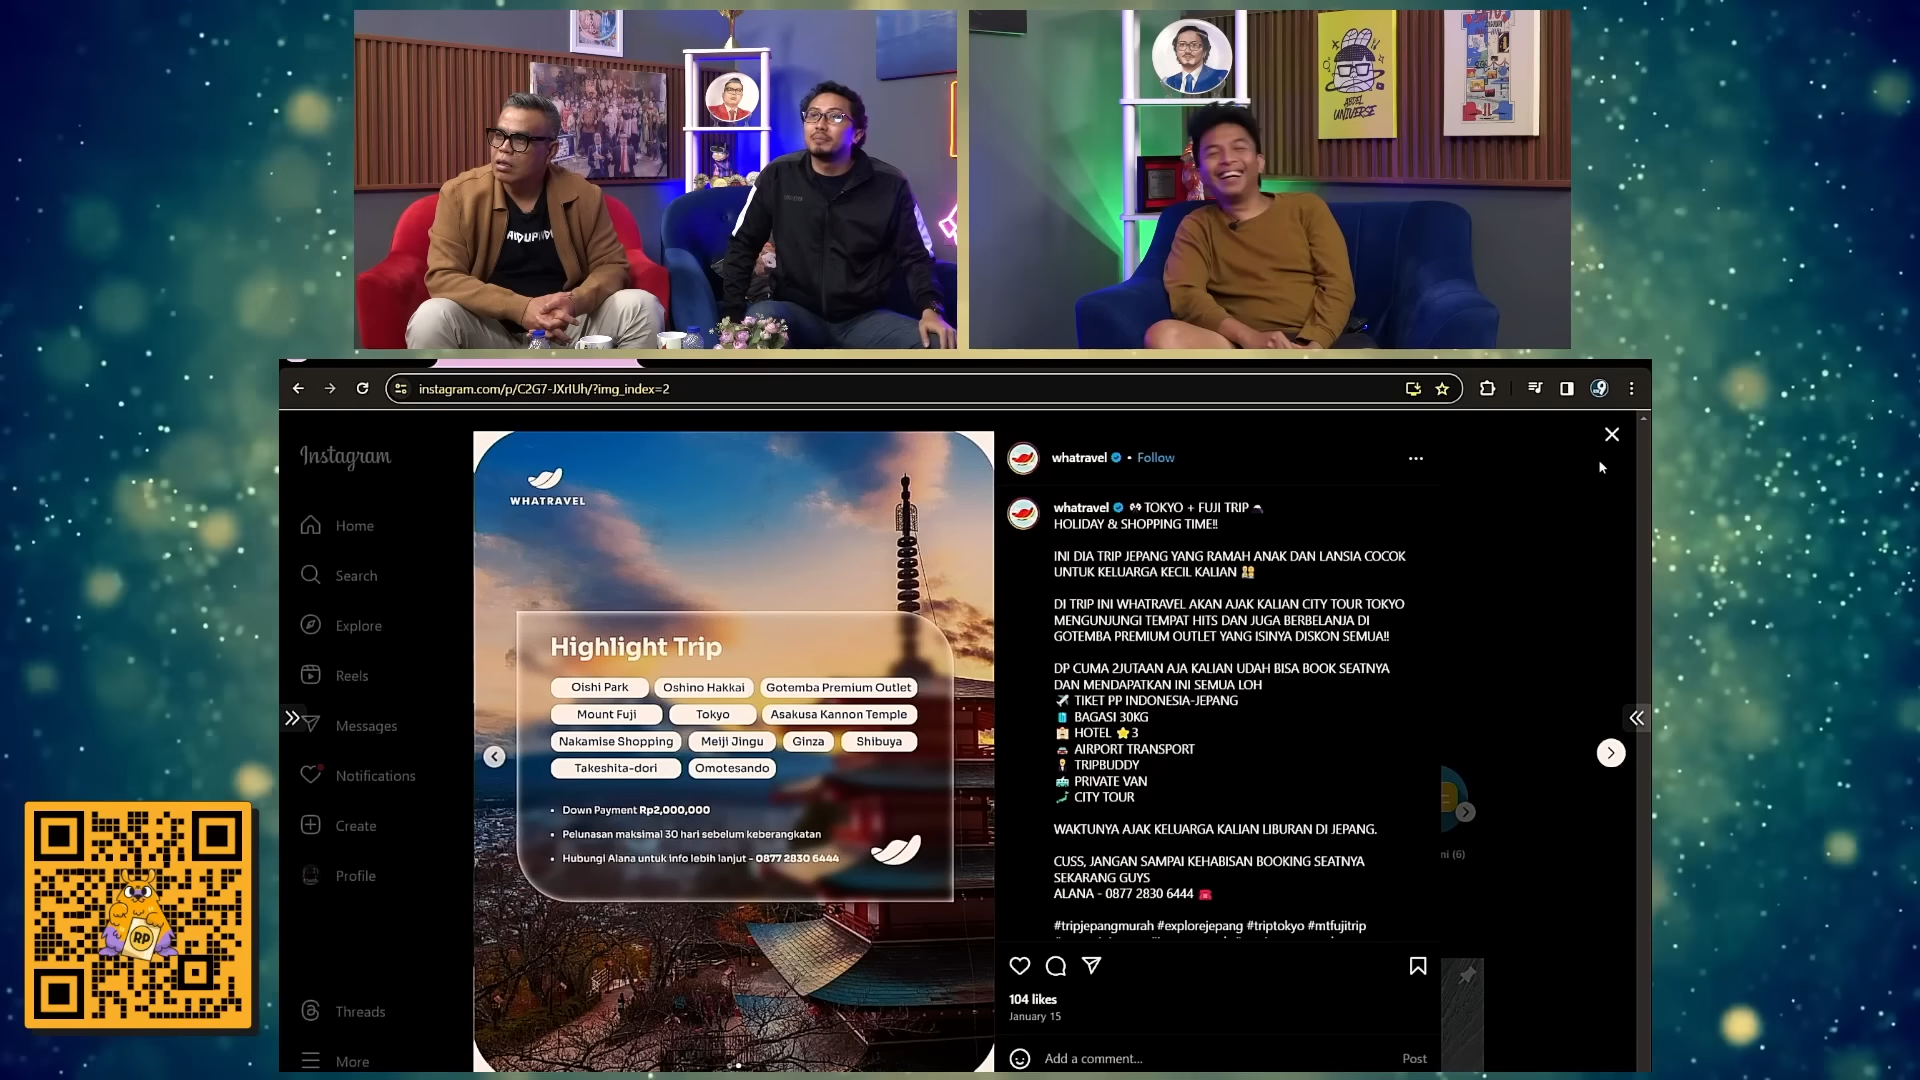 ABDEL
UNIVERSE
instagram.com/p/C2G7-JXrIUh/?img_index=2
Instagram
Home
Search
Explore
Reels
Messages
Notifications
Create
Profile
Threads
More
RP
WHATRAVEL
Highlight Trip
Oishi Park
Oshino Hakkai
Gotemba Premium Outlet
Mount Fuji
Tokyo
Asakusa Kannon Temple
Nakamise Shopping
Meiji Jingu
Ginza
Shibuya
Takeshita-dori
Omotesando
• Down Payment Rp2,000,000
• Pelunasan maksimal 30 hari sebelum keberangkatan
• Hubungi Alana untuk info lebih lanjut - 0877 2830 6444
whatravel • Follow
whatravel 🎌 TOKYO + FUJI TRIP 🗻
HOLIDAY & SHOPPING TIME!!
INI DIA TRIP JEPANG YANG RAMAH ANAK DAN LANSIA COCOK
UNTUK KELUARGA KECIL KALIAN
DI TRIP INI WHATRAVEL AKAN AJAK KALIAN CITY TOUR TOKYO
MENGUNJUNGI TEMPAT HITS DAN JUGA BERBELANJA DI
GOTEMBA PREMIUM OUTLET YANG ISINYA DISKON SEMUA!!
DP CUMA 2JUTAAN AJA KALIAN UDAH BISA BOOK SEATNYA
DAN MENDAPATKAN INI SEMUA LOH
TIKET PP INDONESIA-JEPANG
BAGASI 30KG
HOTEL ⭐3
AIRPORT TRANSPORT
TRIPBUDDY
PRIVATE VAN
CITY TOUR
WAKTUNYA AJAK KELUARGA KALIAN LIBURAN DI JEPANG.
CUSS, JANGAN SAMPAI KEHABISAN BOOKING SEATNYA
SEKARANG GUYS
ALANA - 0877 2830 6444 ☎️
#tripjepangmurah #explorejepang #triptokyo #mtfujitrip
104 likes
January 15
Add a comment...
Post
ni (6)